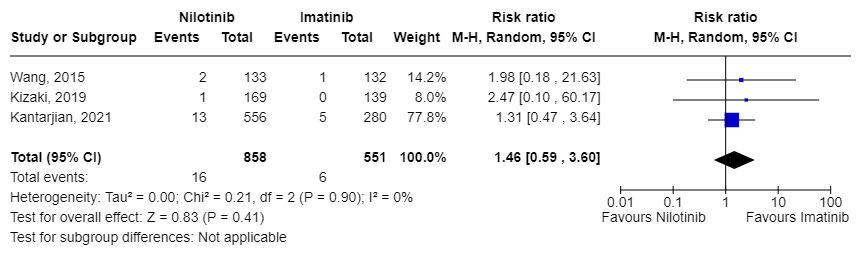 Nilotinib Imatinib Risk ratio Risk ratio
Study or Subgroup Events Total Events Total Weight M-H, Random, 95% CI M-H, Random, 95% CI
Wang, 2015 2 133 1 132 14.2% 1.98 [0.18 , 21.63]
Kizaki, 2019 1 169 0 139 8.0% 2.47 [0.10 , 60.17]
Kantarjian, 2021 13 556 5 280 77.8% 1.31 [0.47 , 3.64]
Total (95% CI) 858 551 100.0% 1.46 [0.59 , 3.60]
Total events: 16 6
Heterogeneity: Tau² = 0.00; Chi² = 0.21, df = 2 (P = 0.90); I² = 0%
Test for overall effect: Z = 0.83 (P = 0.41)
Test for subgroup differences: Not applicable
0.01 0.1 1 10 100
Favours Nilotinib Favours Imatinib